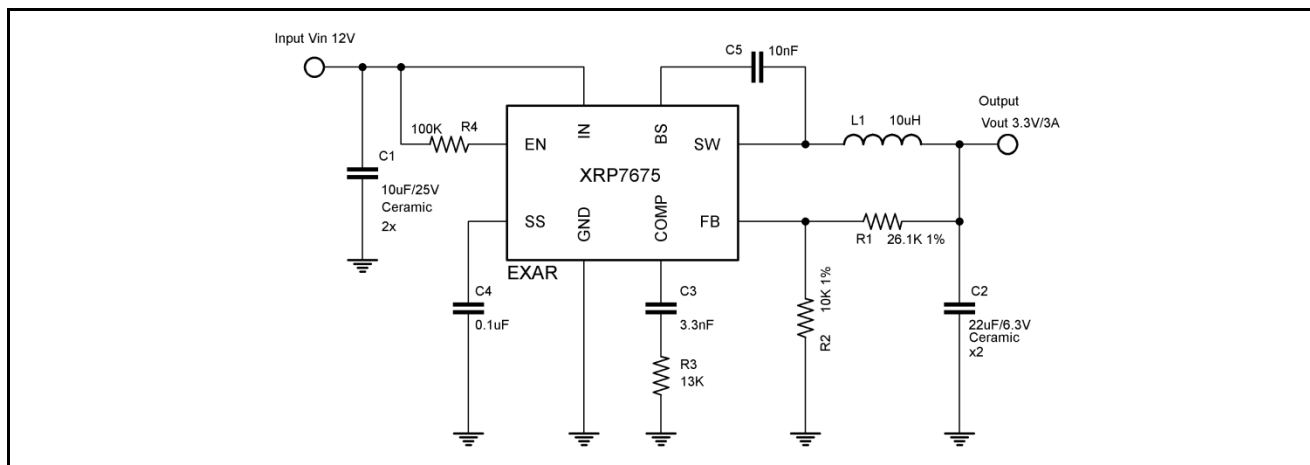 Input Vin 12V
C5
10nF
Output
Vout 3.3V/3A
L1
10uH
100K
R4
EN
IN
BS
SW
C1
10uF/25V
Ceramic
2x
XRP7675
SS
GND
COMP
FB
R1
26.1K 1%
EXAR
C4
0.1uF
C3
3.3nF
10K 1%
R2
C2
22uF/6.3V
Ceramic
x2
R3
13K